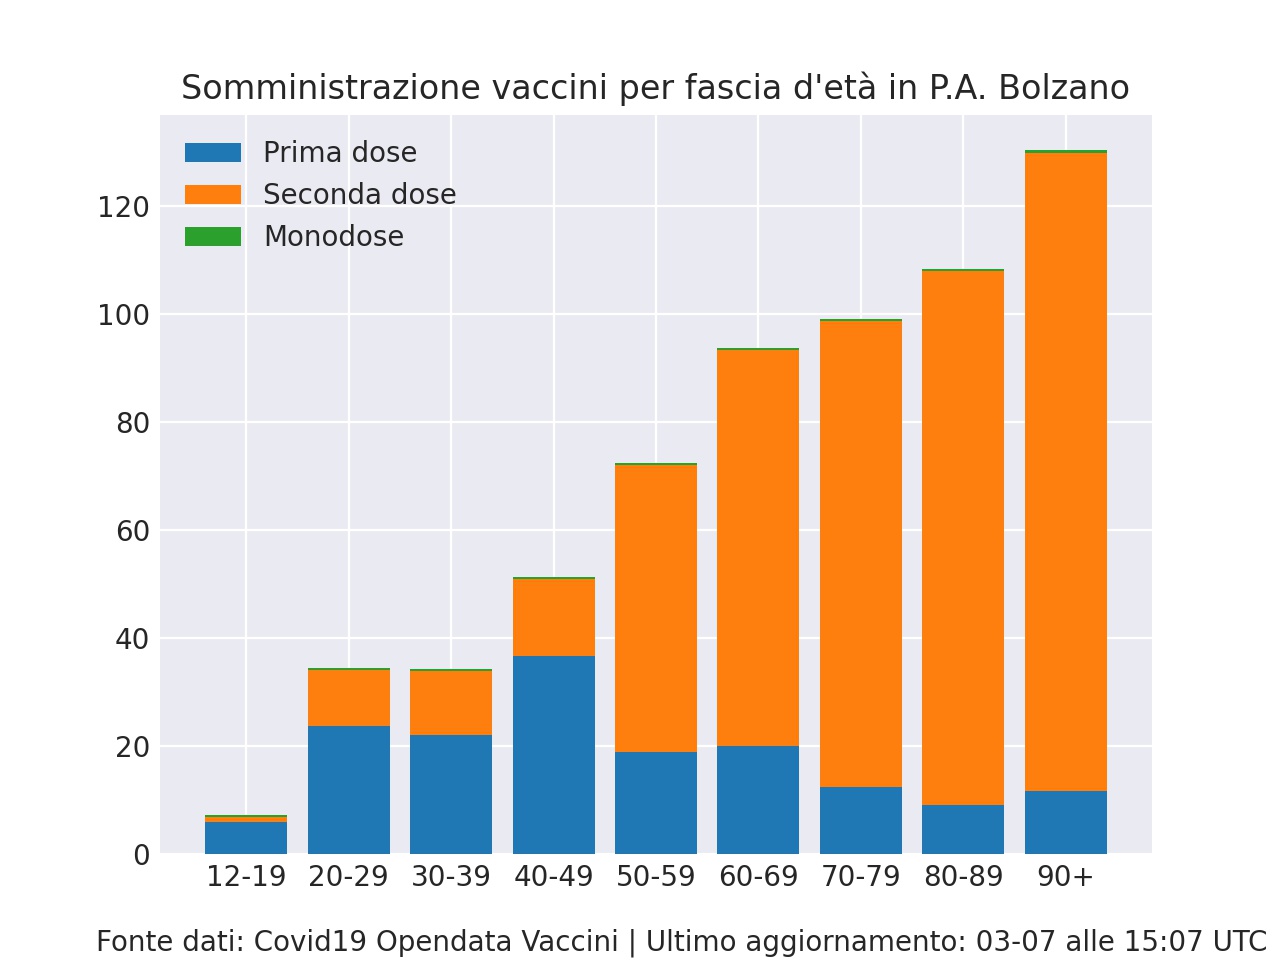 Somministrazione vaccini per fascia d'età in P.A. Bolzano
Prima dose
Seconda dose
Monodose
120
100
80
60
40
20
0
12-19 20-29 30-39 40-49 50-59 60-69 70-79 80-89 90+
Fonte dati: Covid19 Opendata Vaccini | Ultimo aggiornamento: 03-07 alle 15:07 UTC